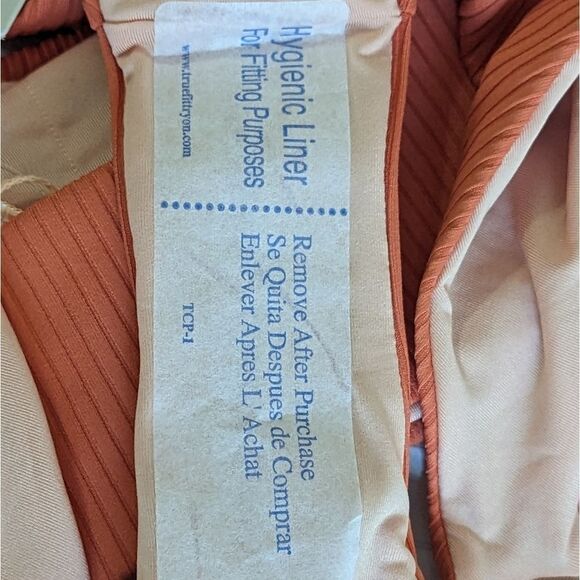 Hygienic Liner
For Fitting Purposes
www.truefittryon.com
Remove After Purchase
Se Quita Despues de Comprar
Enlever Apres L' Achat
TCP-1